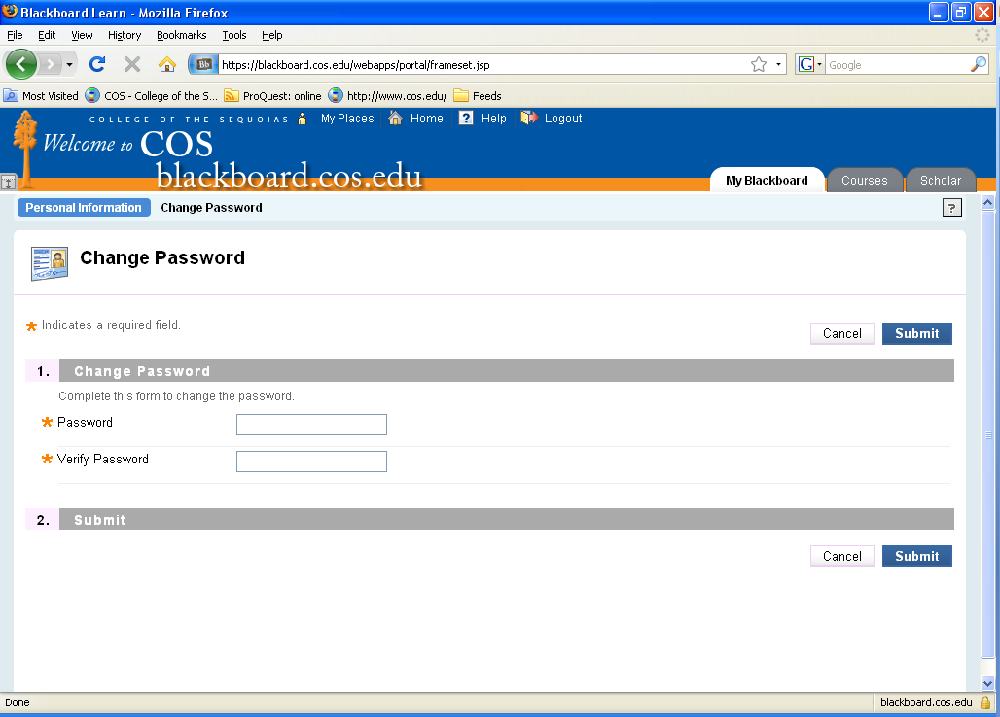 Blackboard Learn - Mozilla Firefox
File Edit View History Bookmarks Tools Help
Bb https://blackboard.cos.edu/webapps/portal/frameset.jsp G Google
Most Visited COS - College of the S... ProQuest: online http://www.cos.edu/ Feeds
COLLEGE OF THE SEQUOIAS My Places Home ? Help Logout
Welcome to COS
blackboard.cos.edu
My Blackboard Courses Scholar
Personal Information Change Password ?
Change Password
* Indicates a required field.
Cancel Submit
1. Change Password
Complete this form to change the password.
* Password
* Verify Password
2. Submit
Cancel Submit
Done blackboard.cos.edu